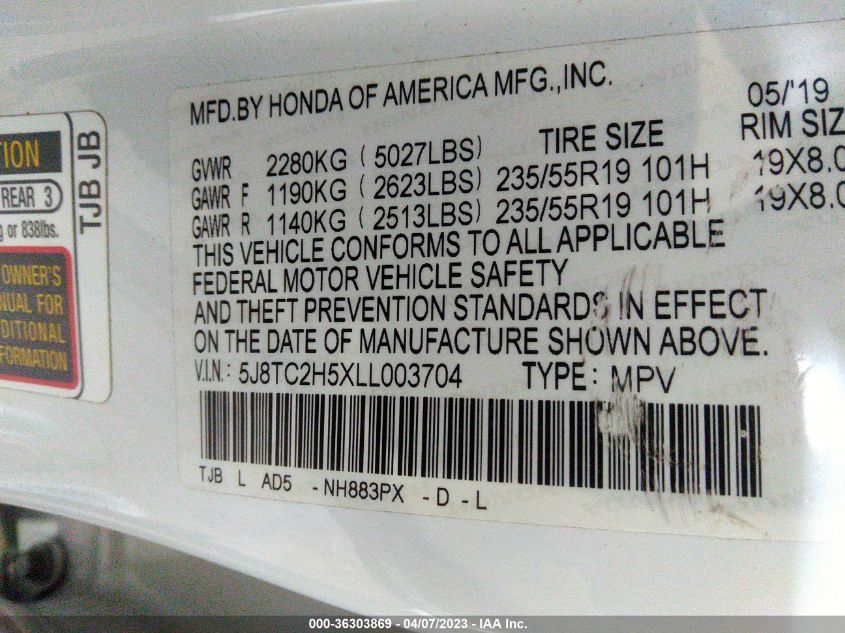 MFD.BY HONDA OF AMERICA MFG.,INC. 05/'19
TIRE SIZE RIM SIZ
GVWR 2280KG (5027LBS)
GAWR F 1190KG (2623LBS) 235/55R19 101H 19X8.0
GAWR R 1140KG (2513LBS) 235/55R19 101H 19X8.0
THIS VEHICLE CONFORMS TO ALL APPLICABLE
FEDERAL MOTOR VEHICLE SAFETY
AND THEFT PREVENTION STANDARDS IN EFFECT
ON THE DATE OF MANUFACTURE SHOWN ABOVE.
V.I.N: 5J8TC2H5XLL003704 TYPE: MPV
TJB L AD5 -NH883PX -D -L
TION
REAR 3
g or 838lbs.
OWNER'S
NUAL FOR
DITIONAL
FORMATION
TJB JB
000-36303869 - 04/07/2023 - IAA Inc.